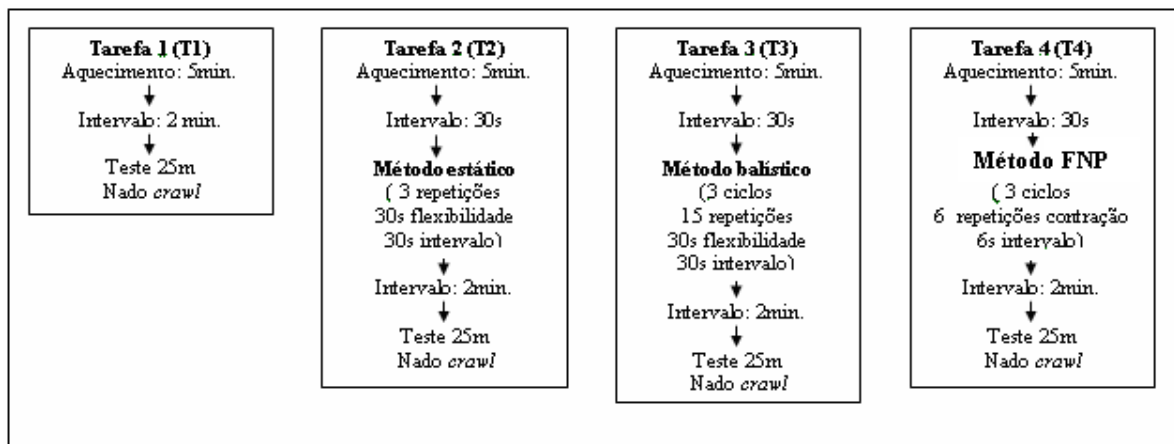 Tarefa 1 (T1)
Aquecimento: 5min.
Intervalo: 2 min.
Teste 25m
Nado crawl
Tarefa 2 (T2)
Aquecimento: 5min.
Intervalo: 30s
Método estático
( 3 repetições
30s flexibilidade
30s intervalo)
Intervalo: 2min.
Teste 25m
Nado crawl
Tarefa 3 (T3)
Aquecimento: 5min.
Intervalo: 30s
Método balístico
(3 ciclos
15 repetições
30s flexibilidade
30s intervalo)
Intervalo: 2min.
Teste 25m
Nado crawl
Tarefa 4 (T4)
Aquecimento: 5min.
Intervalo: 30s
Método FNP
( 3 ciclos
6 repetições contração
6s intervalo)
Intervalo: 2min.
Teste 25m
Nado crawl